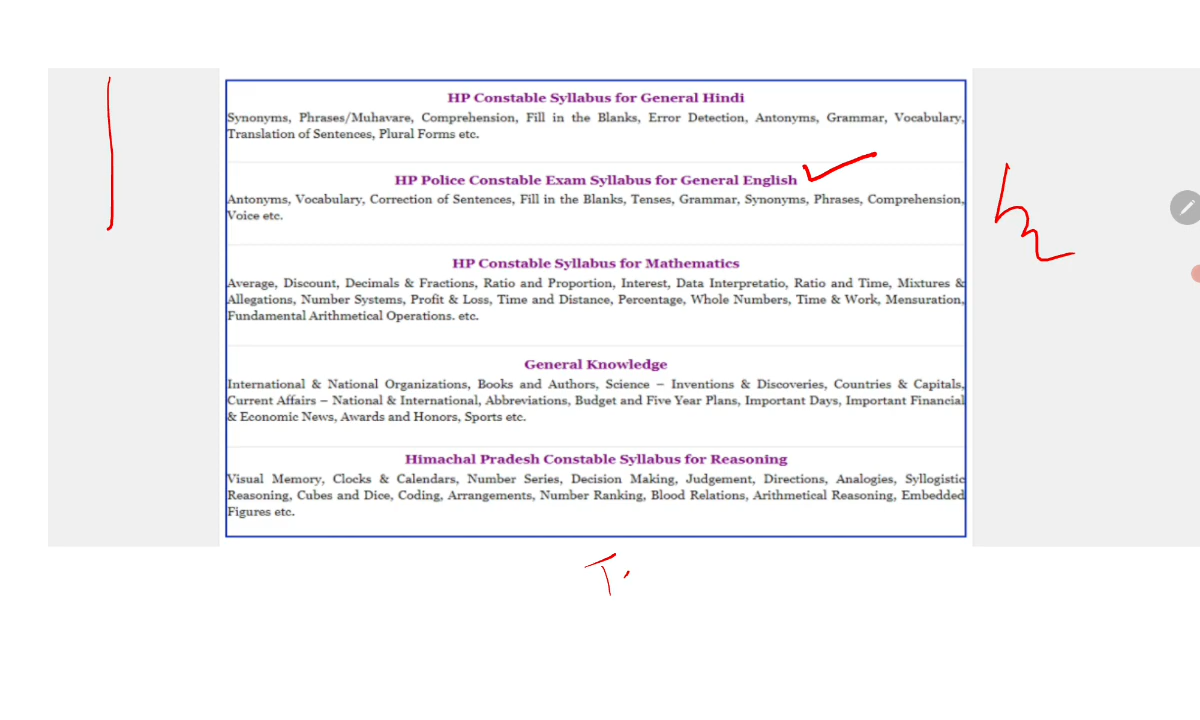 HP Constable Syllabus for General Hindi
Synonyms, Phrases/Muhavare, Comprehension, Fill in the Blanks, Error Detection, Antonyms, Grammar, Vocabulary,
Translation of Sentences, Plural Forms etc.
HP Police Constable Exam Syllabus for General English
Antonyms, Vocabulary, Correction of Sentences, Fill in the Blanks, Tenses, Grammar, Synonyms, Phrases, Comprehension,
Voice etc.
HP Constable Syllabus for Mathematics
Average, Discount, Decimals & Fractions, Ratio and Proportion, Interest, Data Interpretatio, Ratio and Time, Mixtures &
Allegations, Number Systems, Profit & Loss, Time and Distance, Percentage, Whole Numbers, Time & Work, Mensuration,
Fundamental Arithmetical Operations. etc.
General Knowledge
International & National Organizations, Books and Authors, Science – Inventions & Discoveries, Countries & Capitals,
Current Affairs – National & International, Abbreviations, Budget and Five Year Plans, Important Days, Important Financial
& Economic News, Awards and Honors, Sports etc.
Himachal Pradesh Constable Syllabus for Reasoning
Visual Memory, Clocks & Calendars, Number Series, Decision Making, Judgement, Directions, Analogies, Syllogistic
Reasoning, Cubes and Dice, Coding, Arrangements, Number Ranking, Blood Relations, Arithmetical Reasoning, Embedded
Figures etc.